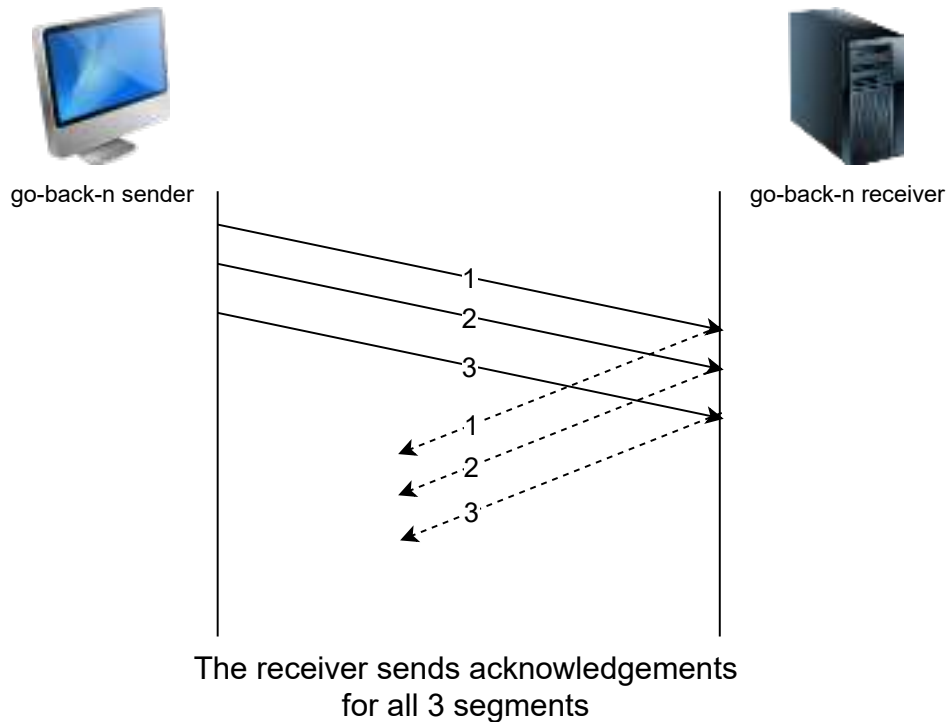 go-back-n sender
go-back-n receiver
1
2
3
1
2
3
The receiver sends acknowledgements
for all 3 segments